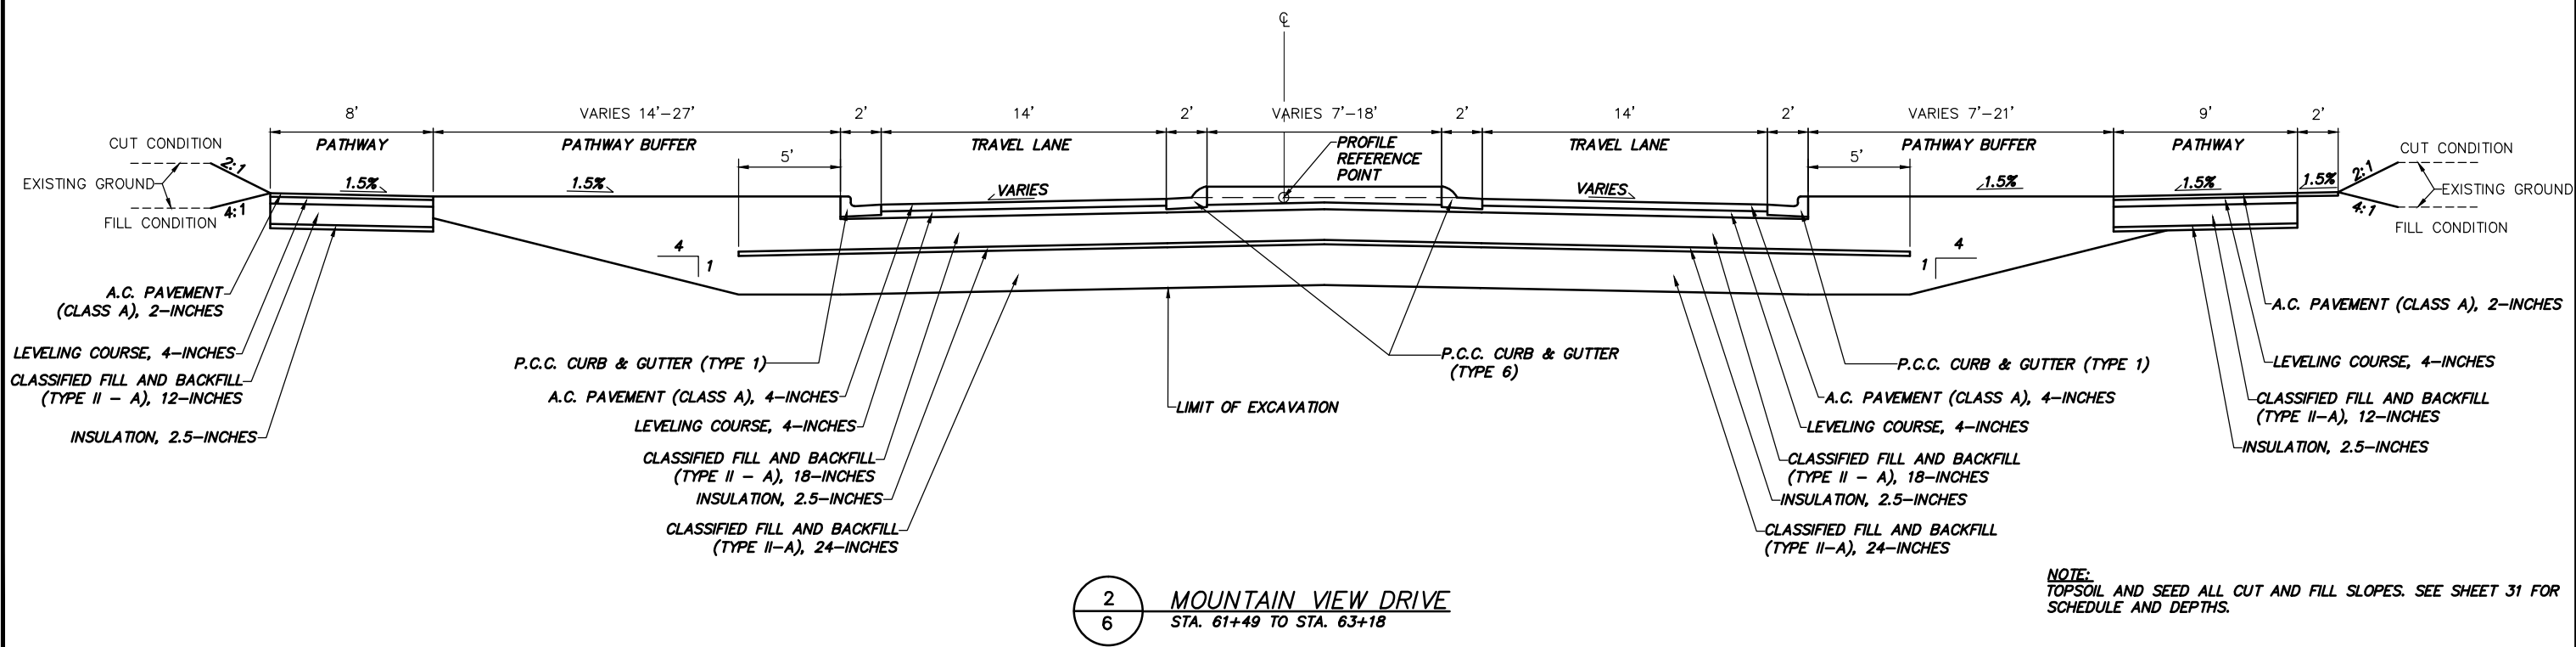 ℄
8'
VARIES 14'-27'
2'
14'
2'
VARIES 7'-18'
2'
14'
2'
VARIES 7'-21'
9'
2'
PATHWAY
PATHWAY BUFFER
TRAVEL LANE
PROFILE
REFERENCE
POINT
TRAVEL LANE
PATHWAY BUFFER
PATHWAY
5'
5'
CUT CONDITION
EXISTING GROUND
FILL CONDITION
2:1
4:1
1.5%
1.5%
VARIES
VARIES
1.5%
1.5%
1.5%
2:1
4:1
CUT CONDITION
EXISTING GROUND
FILL CONDITION
4
1
4
1
A.C. PAVEMENT
(CLASS A), 2-INCHES
LEVELING COURSE, 4-INCHES
CLASSIFIED FILL AND BACKFILL
(TYPE II - A), 12-INCHES
INSULATION, 2.5-INCHES
P.C.C. CURB & GUTTER (TYPE 1)
A.C. PAVEMENT (CLASS A), 4-INCHES
LEVELING COURSE, 4-INCHES
CLASSIFIED FILL AND BACKFILL
(TYPE II - A), 18-INCHES
INSULATION, 2.5-INCHES
CLASSIFIED FILL AND BACKFILL
(TYPE II-A), 24-INCHES
LIMIT OF EXCAVATION
P.C.C. CURB & GUTTER
(TYPE 6)
P.C.C. CURB & GUTTER (TYPE 1)
A.C. PAVEMENT (CLASS A), 4-INCHES
LEVELING COURSE, 4-INCHES
CLASSIFIED FILL AND BACKFILL
(TYPE II - A), 18-INCHES
INSULATION, 2.5-INCHES
CLASSIFIED FILL AND BACKFILL
(TYPE II-A), 24-INCHES
A.C. PAVEMENT (CLASS A), 2-INCHES
LEVELING COURSE, 4-INCHES
CLASSIFIED FILL AND BACKFILL
(TYPE II-A), 12-INCHES
INSULATION, 2.5-INCHES
2
6
MOUNTAIN VIEW DRIVE
STA. 61+49 TO STA. 63+18
NOTE:
TOPSOIL AND SEED ALL CUT AND FILL SLOPES. SEE SHEET 31 FOR
SCHEDULE AND DEPTHS.